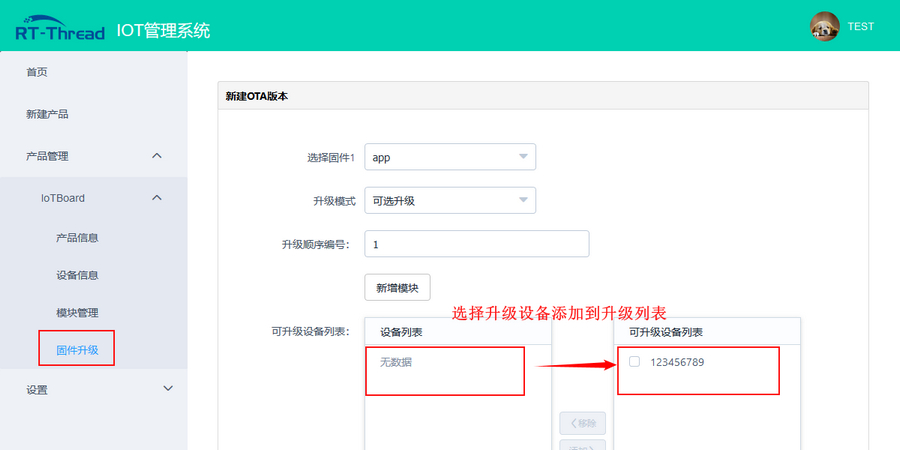 RT-Thread IOT管理系统
TEST
首页
新建产品
产品管理
IoTBoard
产品信息
设备信息
模块管理
固件升级
设置
新建OTA版本
选择固件1 app
升级模式 可选升级
升级顺序编号： 1
新增模块
选择升级设备添加到升级列表
可升级设备列表： 设备列表 可升级设备列表
无数据 123456789
移除